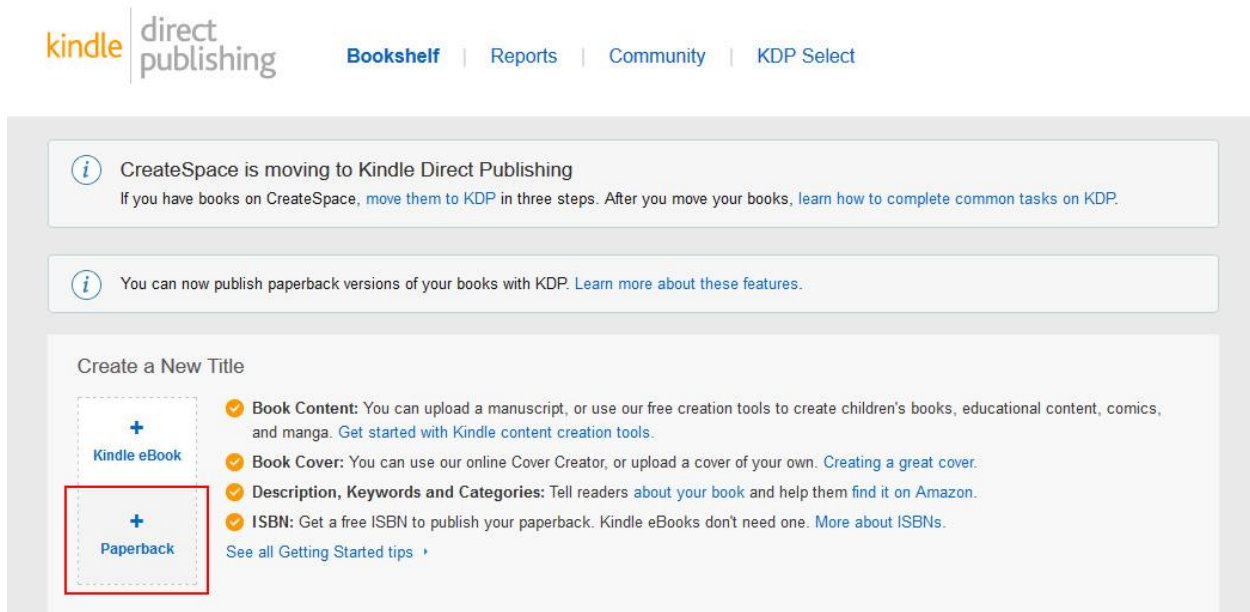 kindle direct publishing
Bookshelf | Reports | Community | KDP Select
CreateSpace is moving to Kindle Direct Publishing
If you have books on CreateSpace, move them to KDP in three steps. After you move your books, learn how to complete common tasks on KDP.
You can now publish paperback versions of your books with KDP. Learn more about these features.
Create a New Title
+
Kindle eBook
+
Paperback
Book Content: You can upload a manuscript, or use our free creation tools to create children's books, educational content, comics,
and manga. Get started with Kindle content creation tools.
Book Cover: You can use our online Cover Creator, or upload a cover of your own. Creating a great cover.
Description, Keywords and Categories: Tell readers about your book and help them find it on Amazon.
ISBN: Get a free ISBN to publish your paperback. Kindle eBooks don't need one. More about ISBNs.
See all Getting Started tips